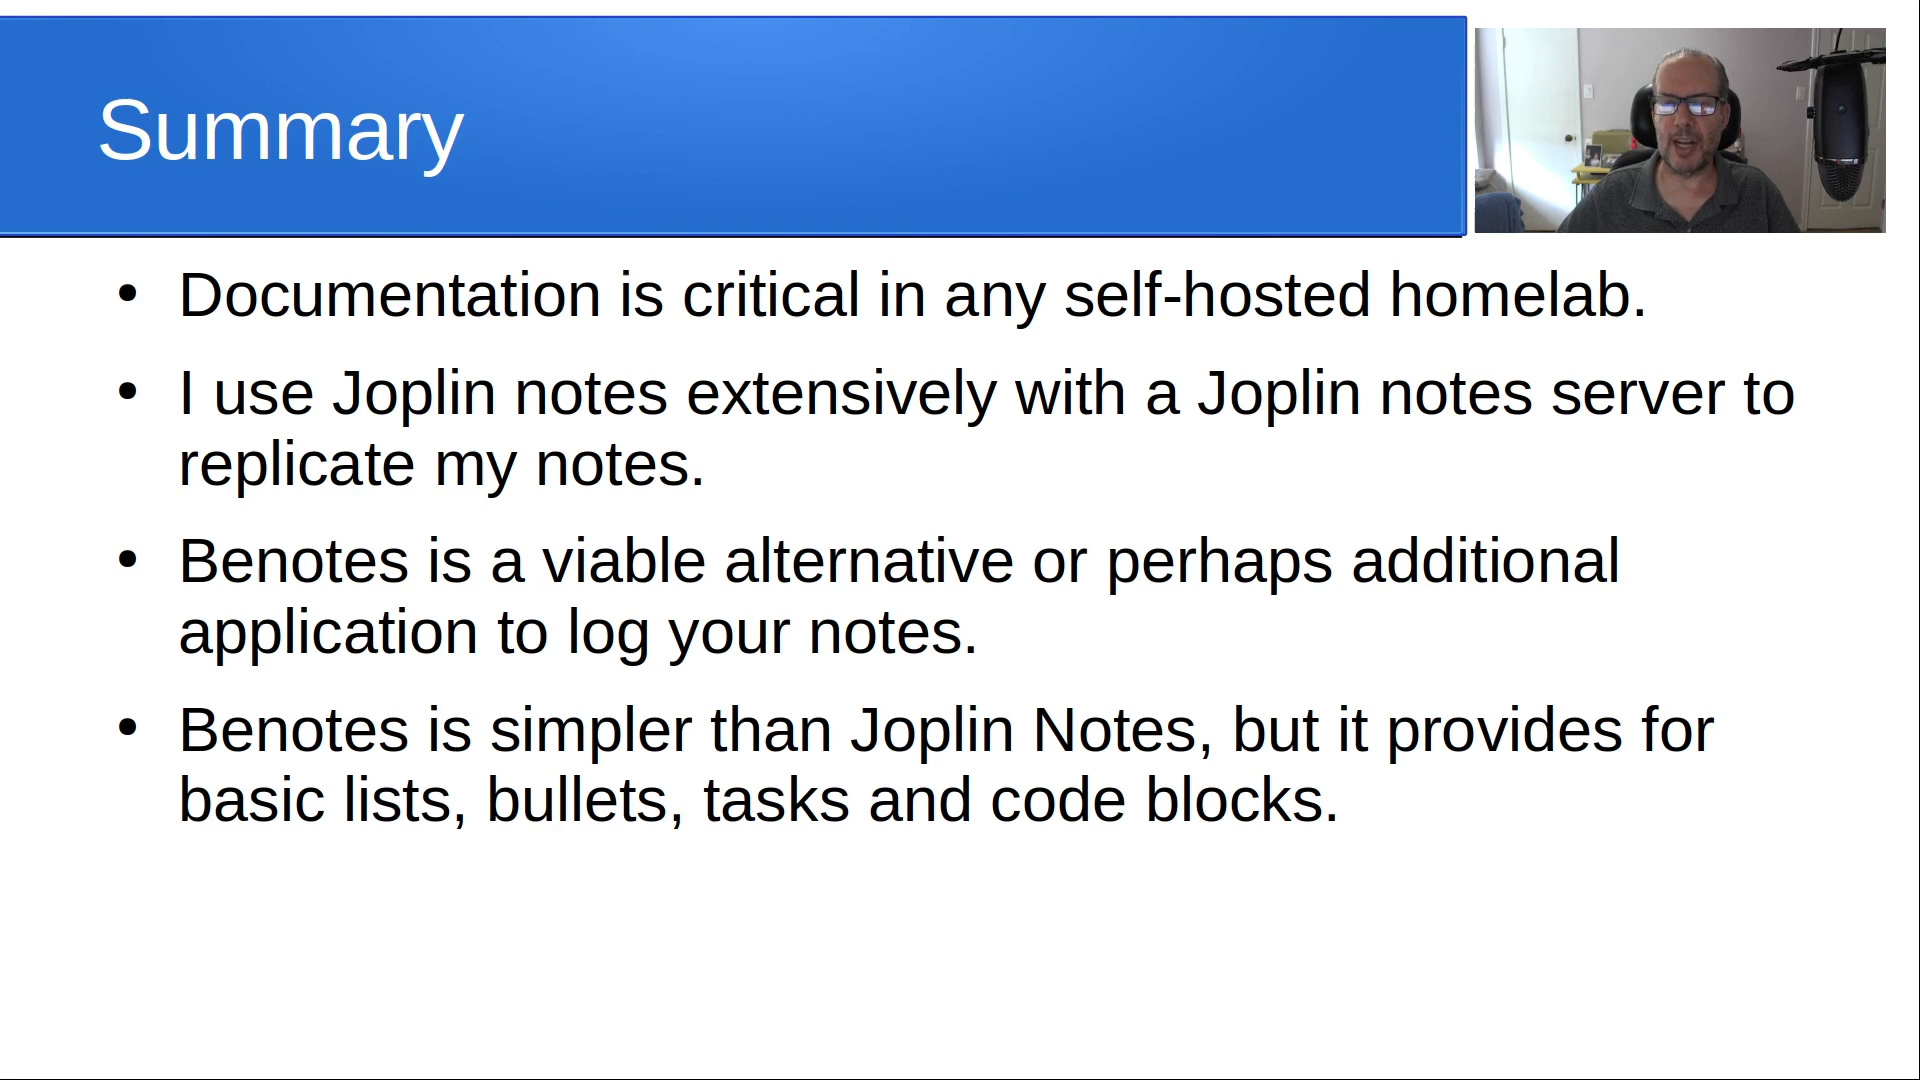 Summary
• Documentation is critical in any self-hosted homelab.
• I use Joplin notes extensively with a Joplin notes server to
replicate my notes.
• Benotes is a viable alternative or perhaps additional
application to log your notes.
• Benotes is simpler than Joplin Notes, but it provides for
basic lists, bullets, tasks and code blocks.